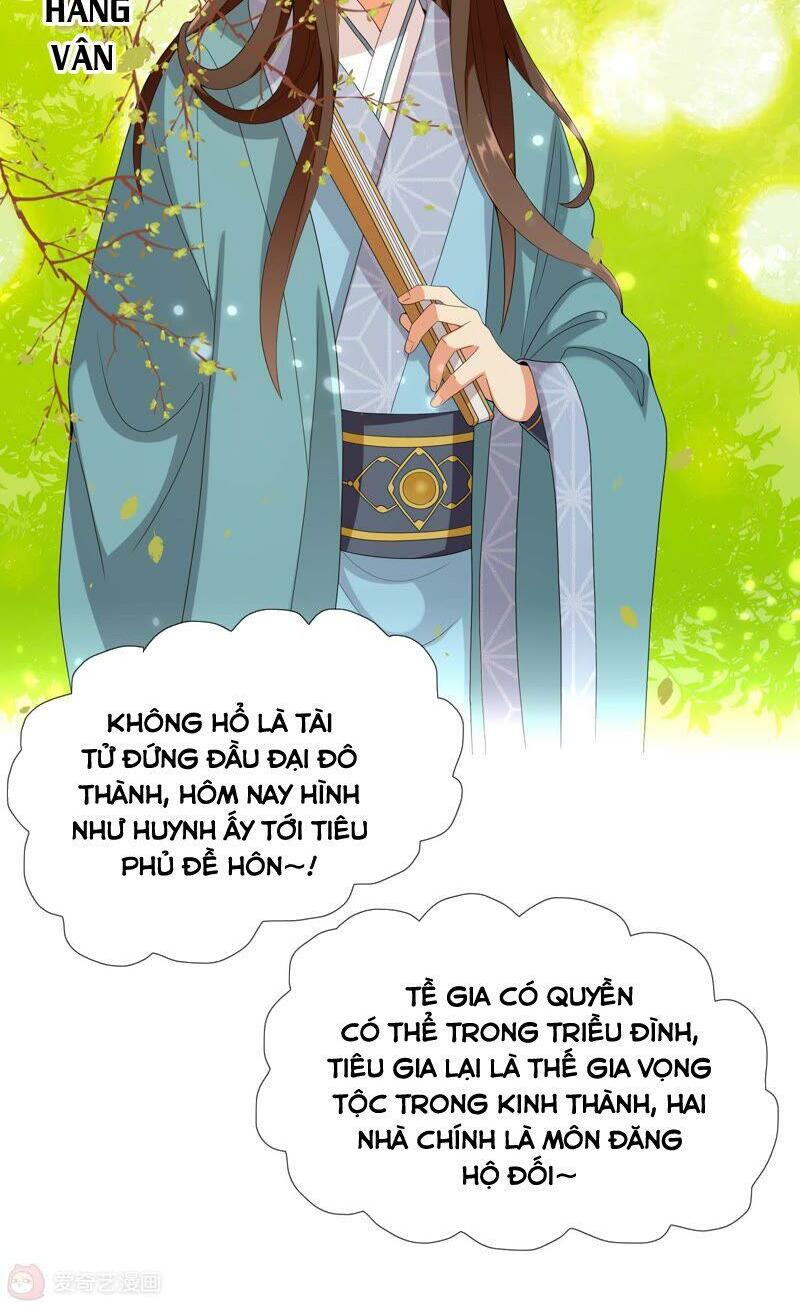 HÀNG
VÂN
KHÔNG HỔ LÀ TÀI
TỬ ĐỨNG ĐẦU ĐẠI ĐÔ
THÀNH, HÔM NAY HÌNH
NHƯ HUYNH ẤY TỚI TIÊU
PHỦ ĐỀ HÔN~!
TỀ GIA CÓ QUYỀN
CÓ THỂ TRONG TRIỀU ĐÌNH,
TIÊU GIA LẠI LÀ THẾ GIA VỌNG
TỘC TRONG KINH THÀNH, HAI
NHÀ CHÍNH LÀ MÔN ĐĂNG
HỘ ĐỐI~
爱奇艺漫画